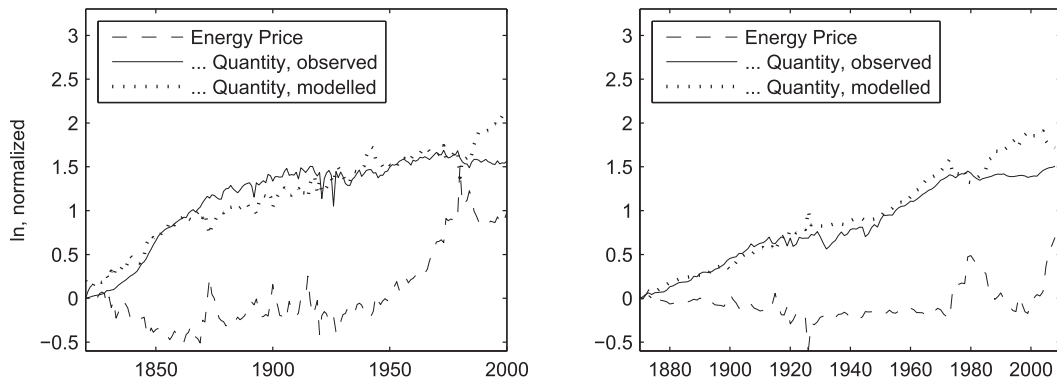 ln, normalized
3
2.5
2
1.5
1
0.5
0
−0.5
Energy Price
... Quantity, observed
... Quantity, modelled
1850 1900 1950 2000
3
2.5
2
1.5
1
0.5
0
−0.5
Energy Price
... Quantity, observed
... Quantity, modelled
1880 1900 1920 1940 1960 1980 2000